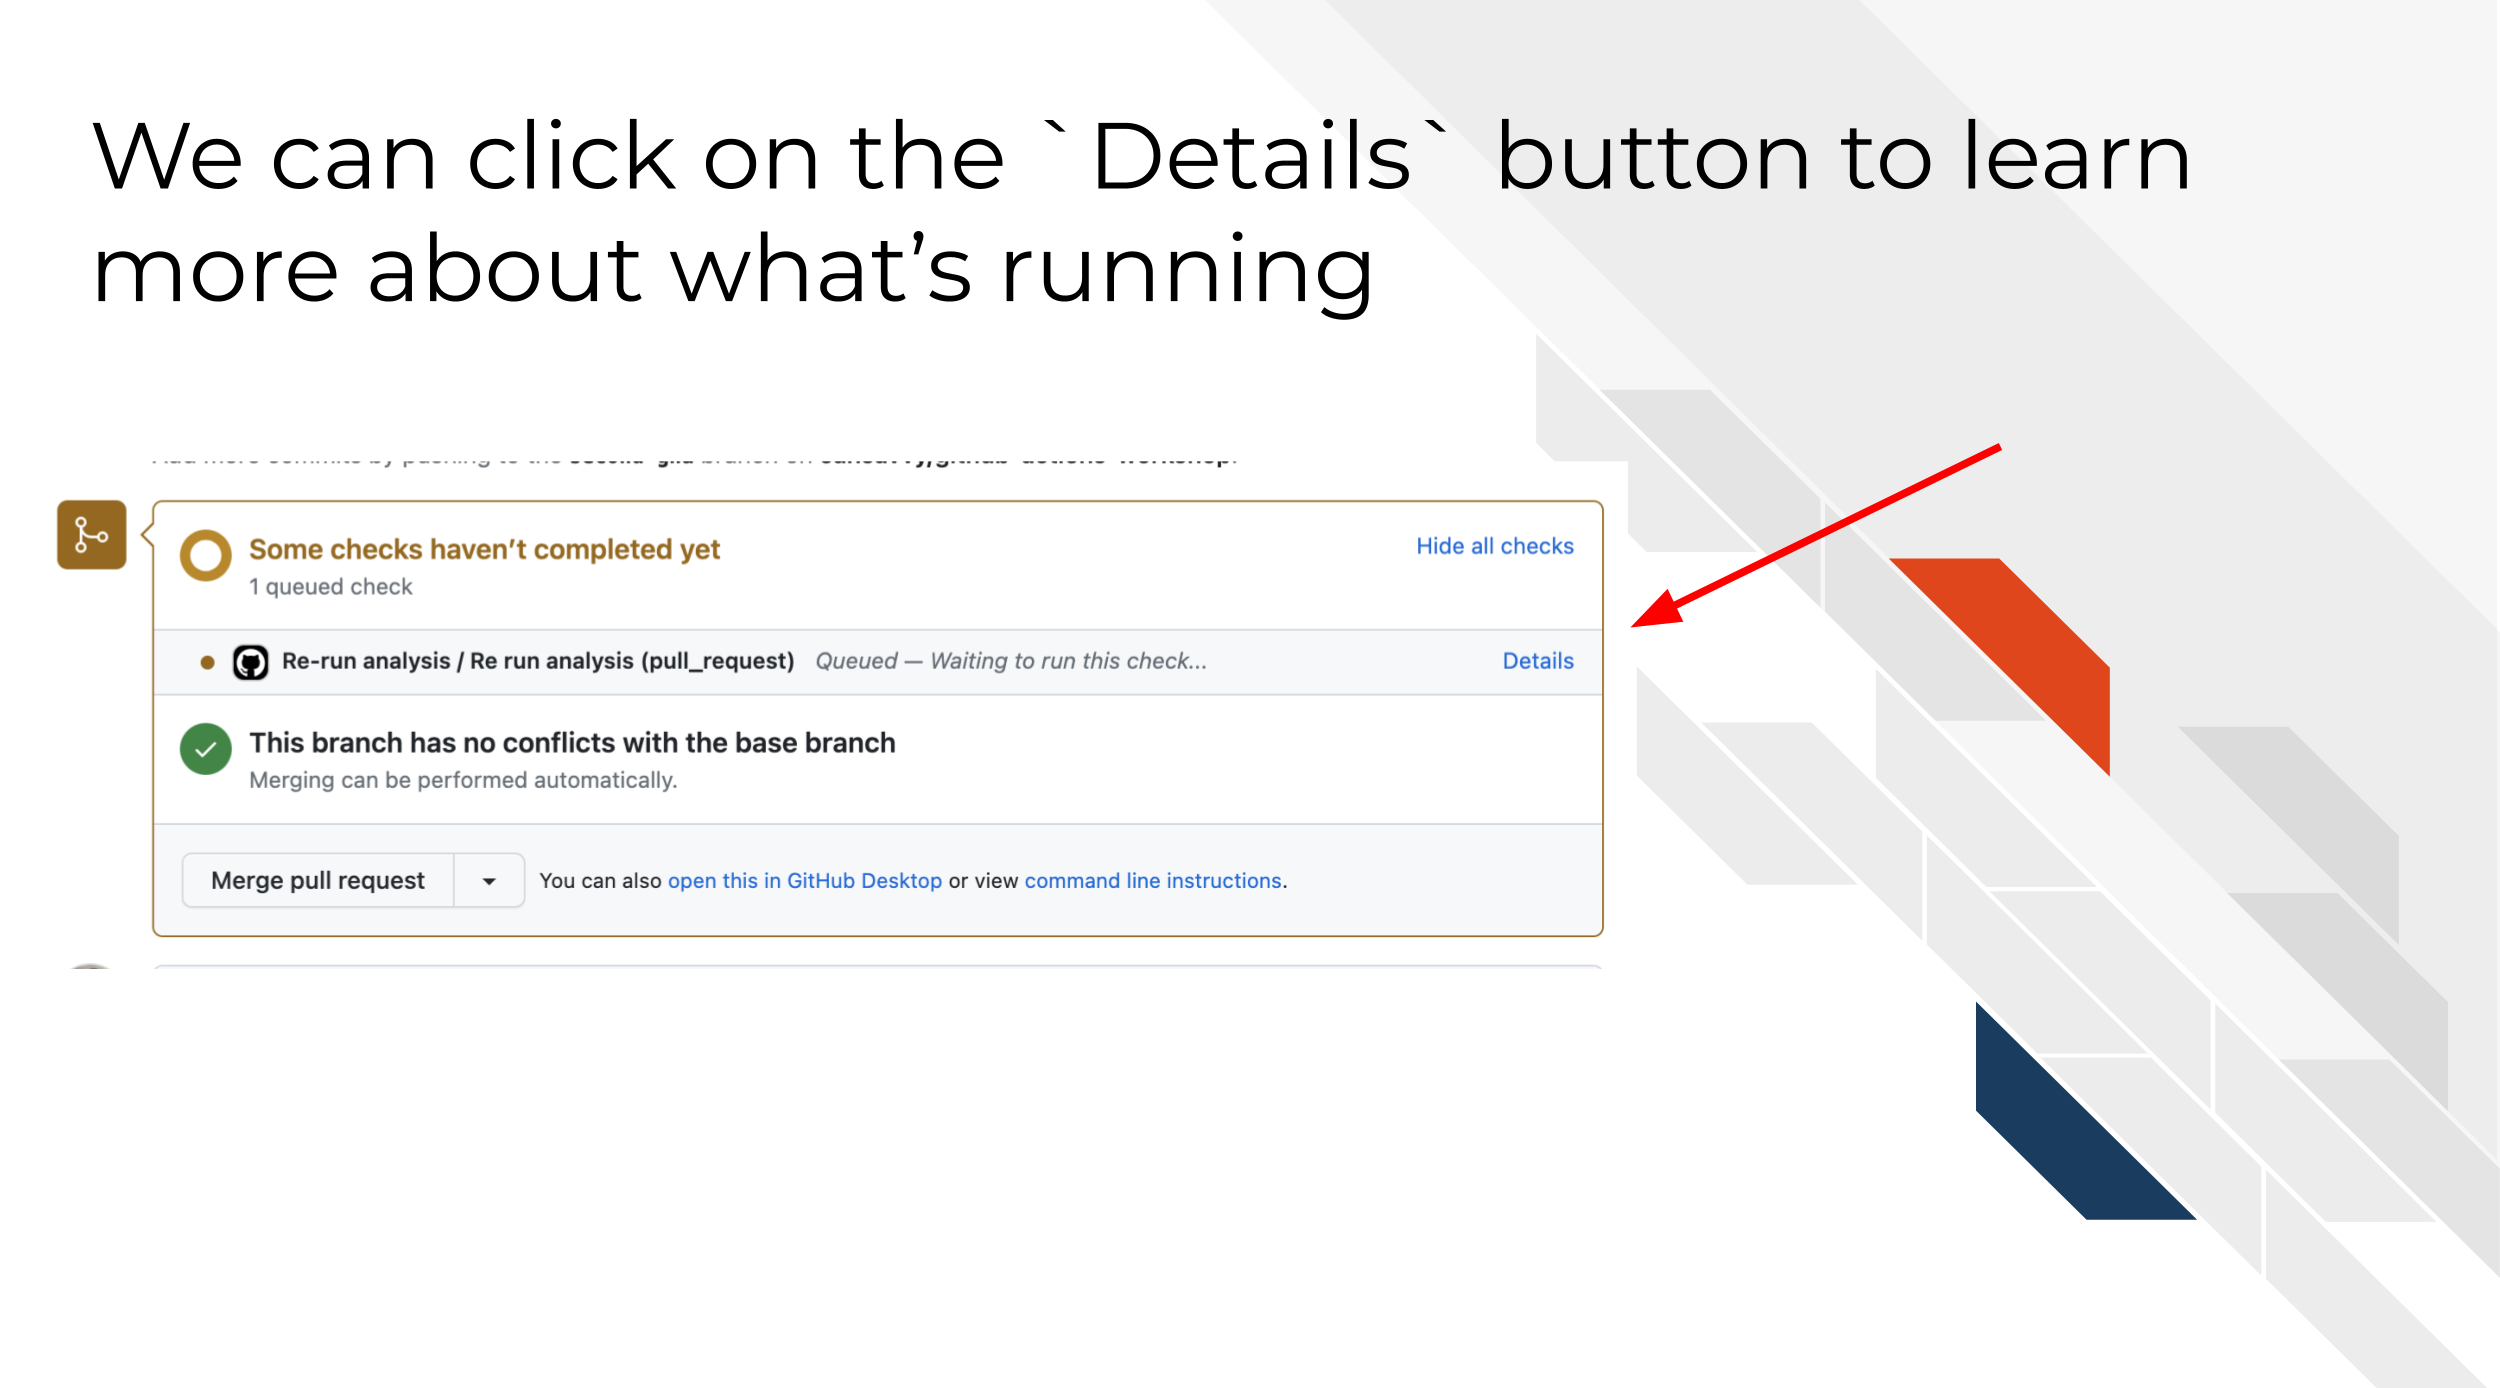 We can click on the `Details` button to learn
more about what's running
Some checks haven't completed yet
Hide all checks
1 queued check
Re-run analysis / Re run analysis (pull_request) Queued — Waiting to run this check... Details
This branch has no conflicts with the base branch
Merging can be performed automatically.
Merge pull request You can also open this in GitHub Desktop or view command line instructions.